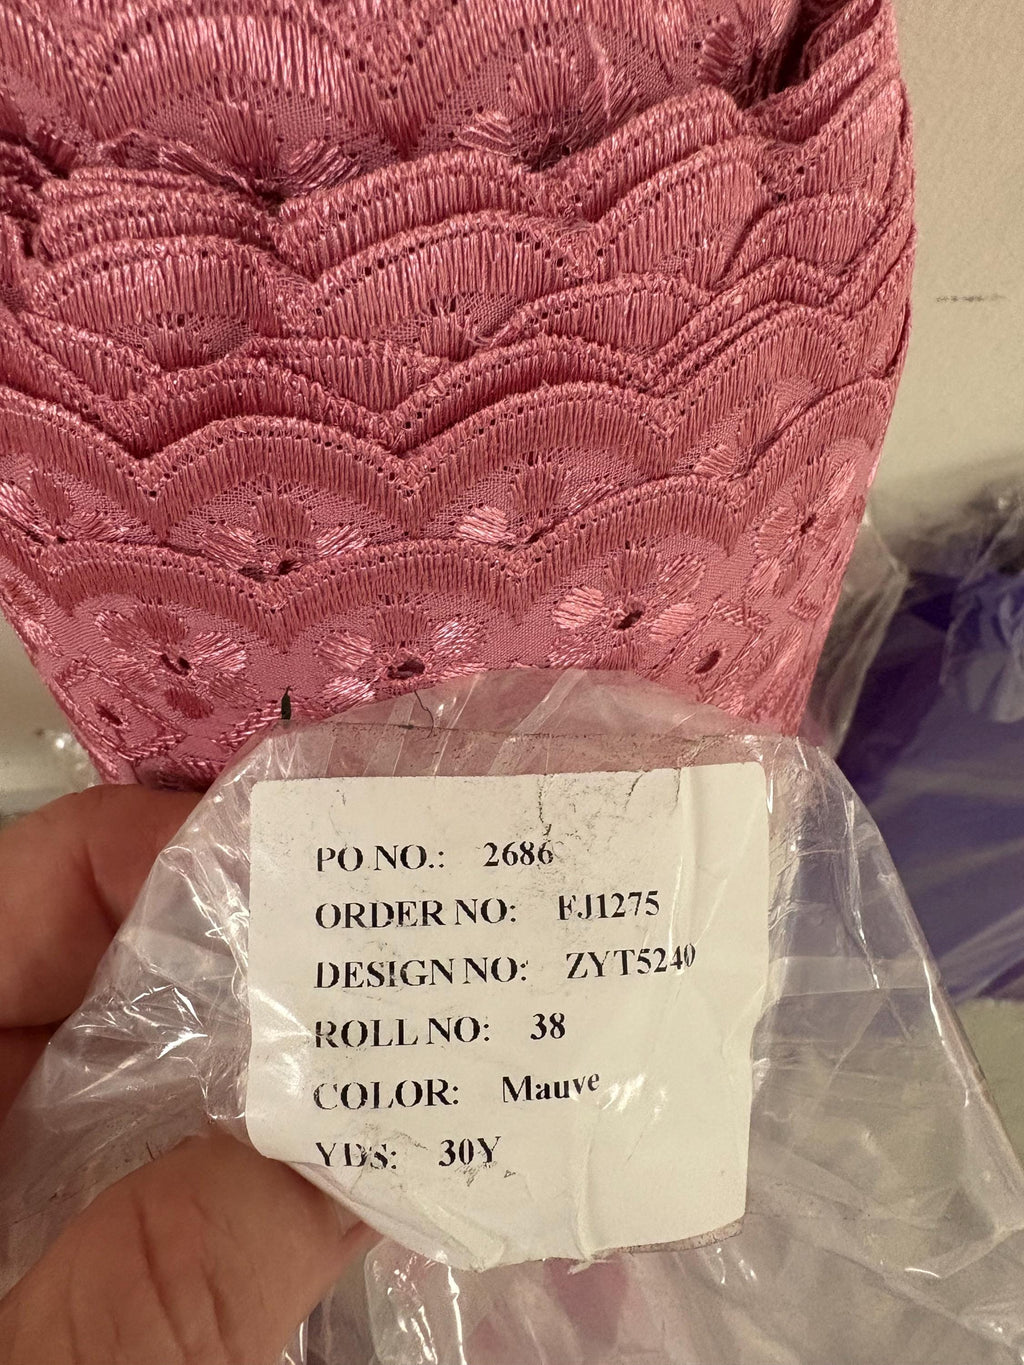 PO NO.: 2686
ORDER NO: FJ1275
DESIGN NO: ZYT5240
ROLL NO: 38
COLOR: Mauve
YDS: 30Y